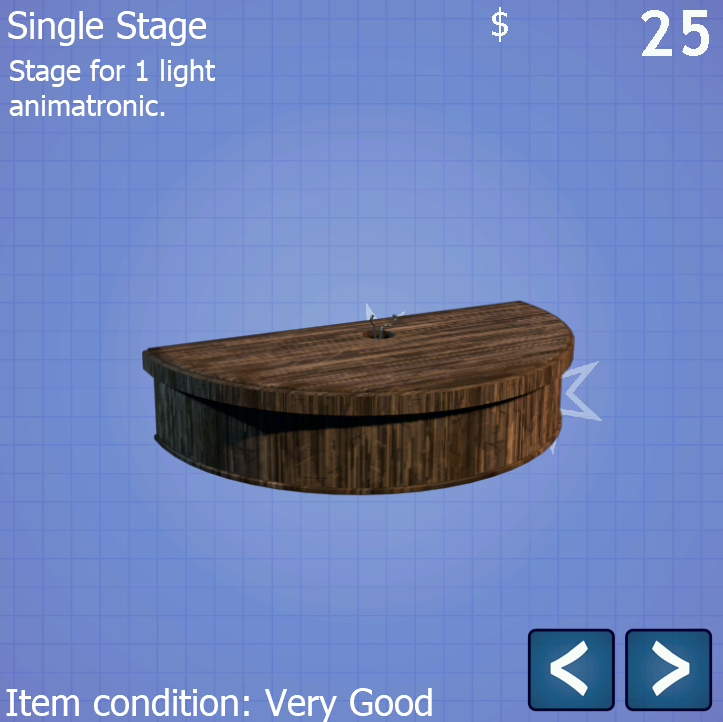 Single Stage
$ 25
Stage for 1 light
animatronic.
< >
Item condition: Very Good